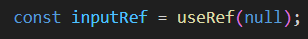 const inputRef = useRef(null);